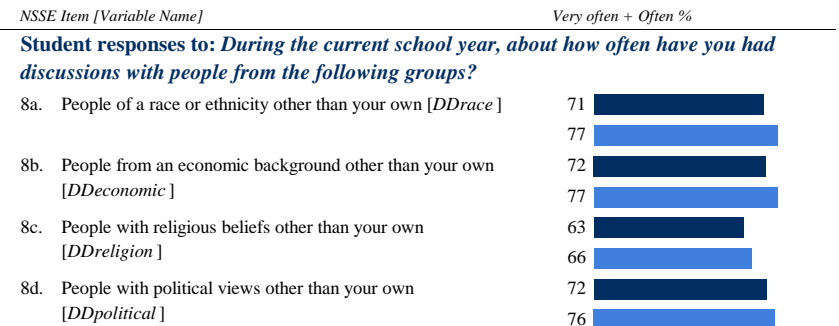 NSSE Item [Variable Name] Very often + Often %
Student responses to: During the current school year, about how often have you had
discussions with people from the following groups?
8a. People of a race or ethnicity other than your own [DDrace ] 71
77
8b. People from an economic background other than your own 72
[DDeconomic ] 77
8c. People with religious beliefs other than your own 63
[DDreligion ] 66
8d. People with political views other than your own 72
[DDpolitical ] 76